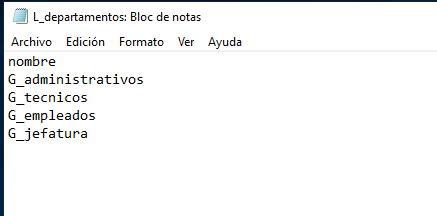 L_departamentos: Bloc de notas
Archivo Edición Formato Ver Ayuda
nombre
G_administrativos
G_tecnicos
G_empleados
G_jefatura